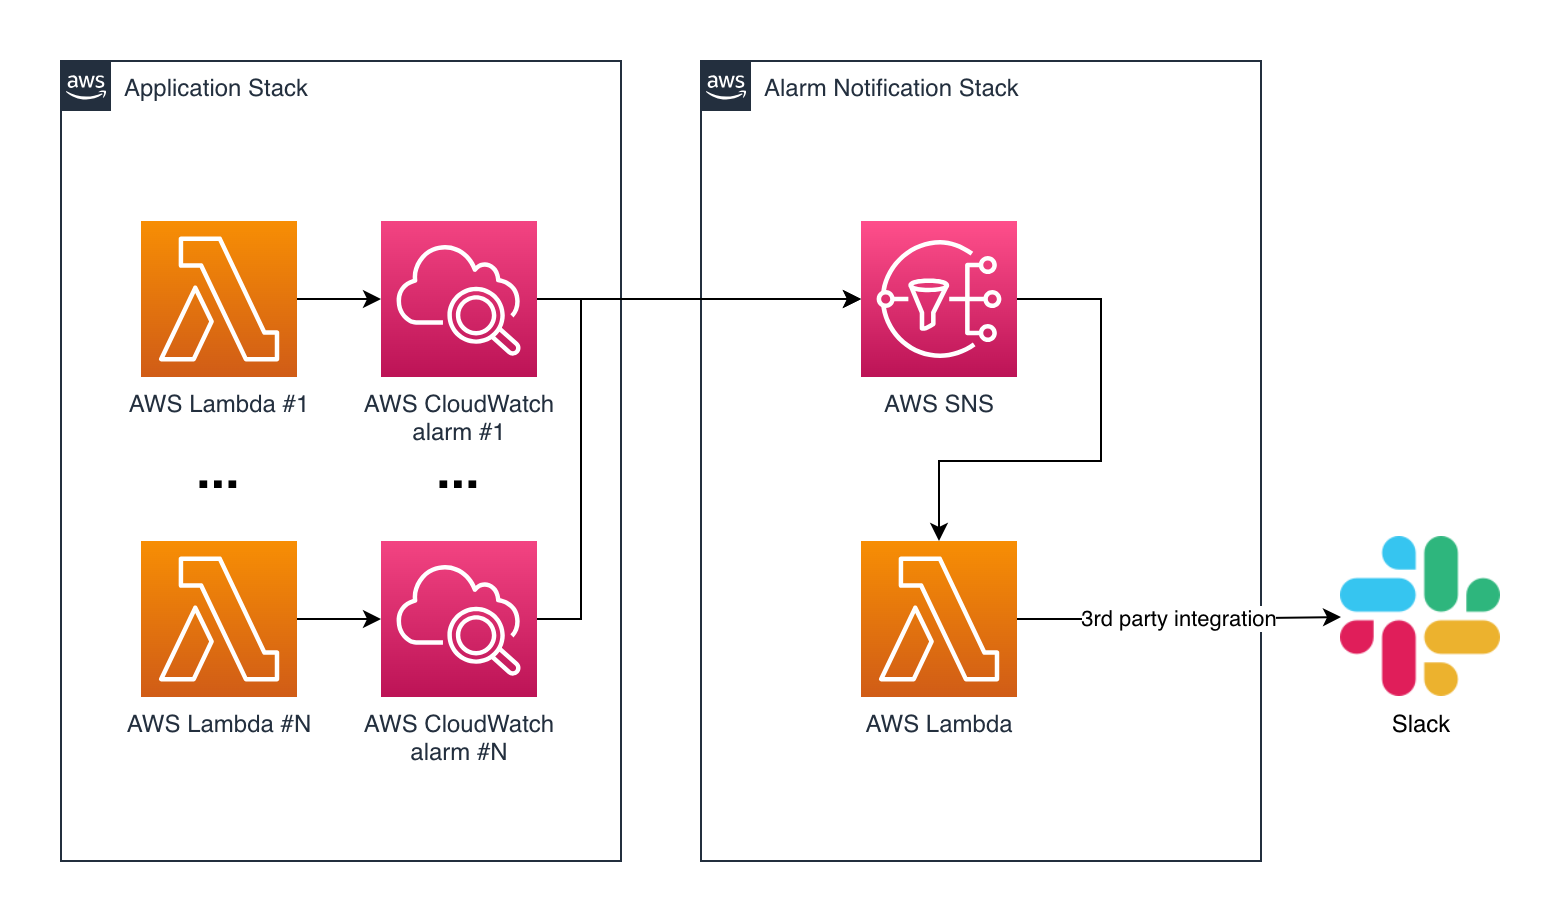 aws
Application Stack
AWS Lambda #1
AWS CloudWatch
alarm #1
...
...
AWS Lambda #N
AWS CloudWatch
alarm #N
aws
Alarm Notification Stack
AWS SNS
AWS Lambda
3rd party integration
Slack